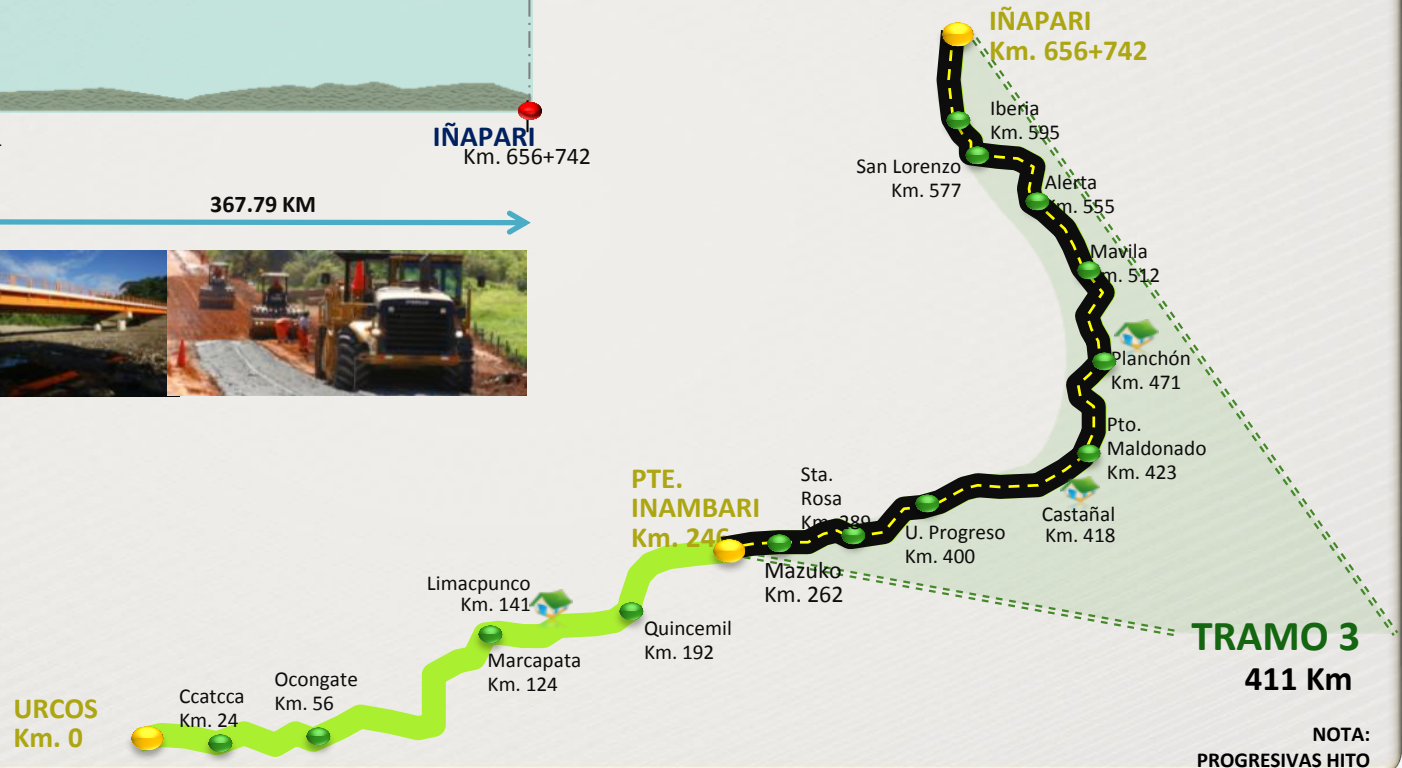 IÑAPARI
Km. 656+742
367.79 KM
IÑAPARI
Km. 656+742
Iberia
Km. 595
San Lorenzo
Km. 577
Alerta
Km. 555
Mavila
Km. 512
Planchón
Km. 471
Pto.
Maldonado
Km. 423
Castañal
Km. 418
U. Progreso
Km. 400
Sta.
Rosa
Km. 289
PTE.
INAMBARI
Km. 246
Mazuko
Km. 262
Limacpunco
Km. 141
Quincemil
Km. 192
Marcapata
Km. 124
Ocongate
Km. 56
Ccatcca
Km. 24
URCOS
Km. 0
TRAMO 3
411 Km
NOTA:
PROGRESIVAS HITO